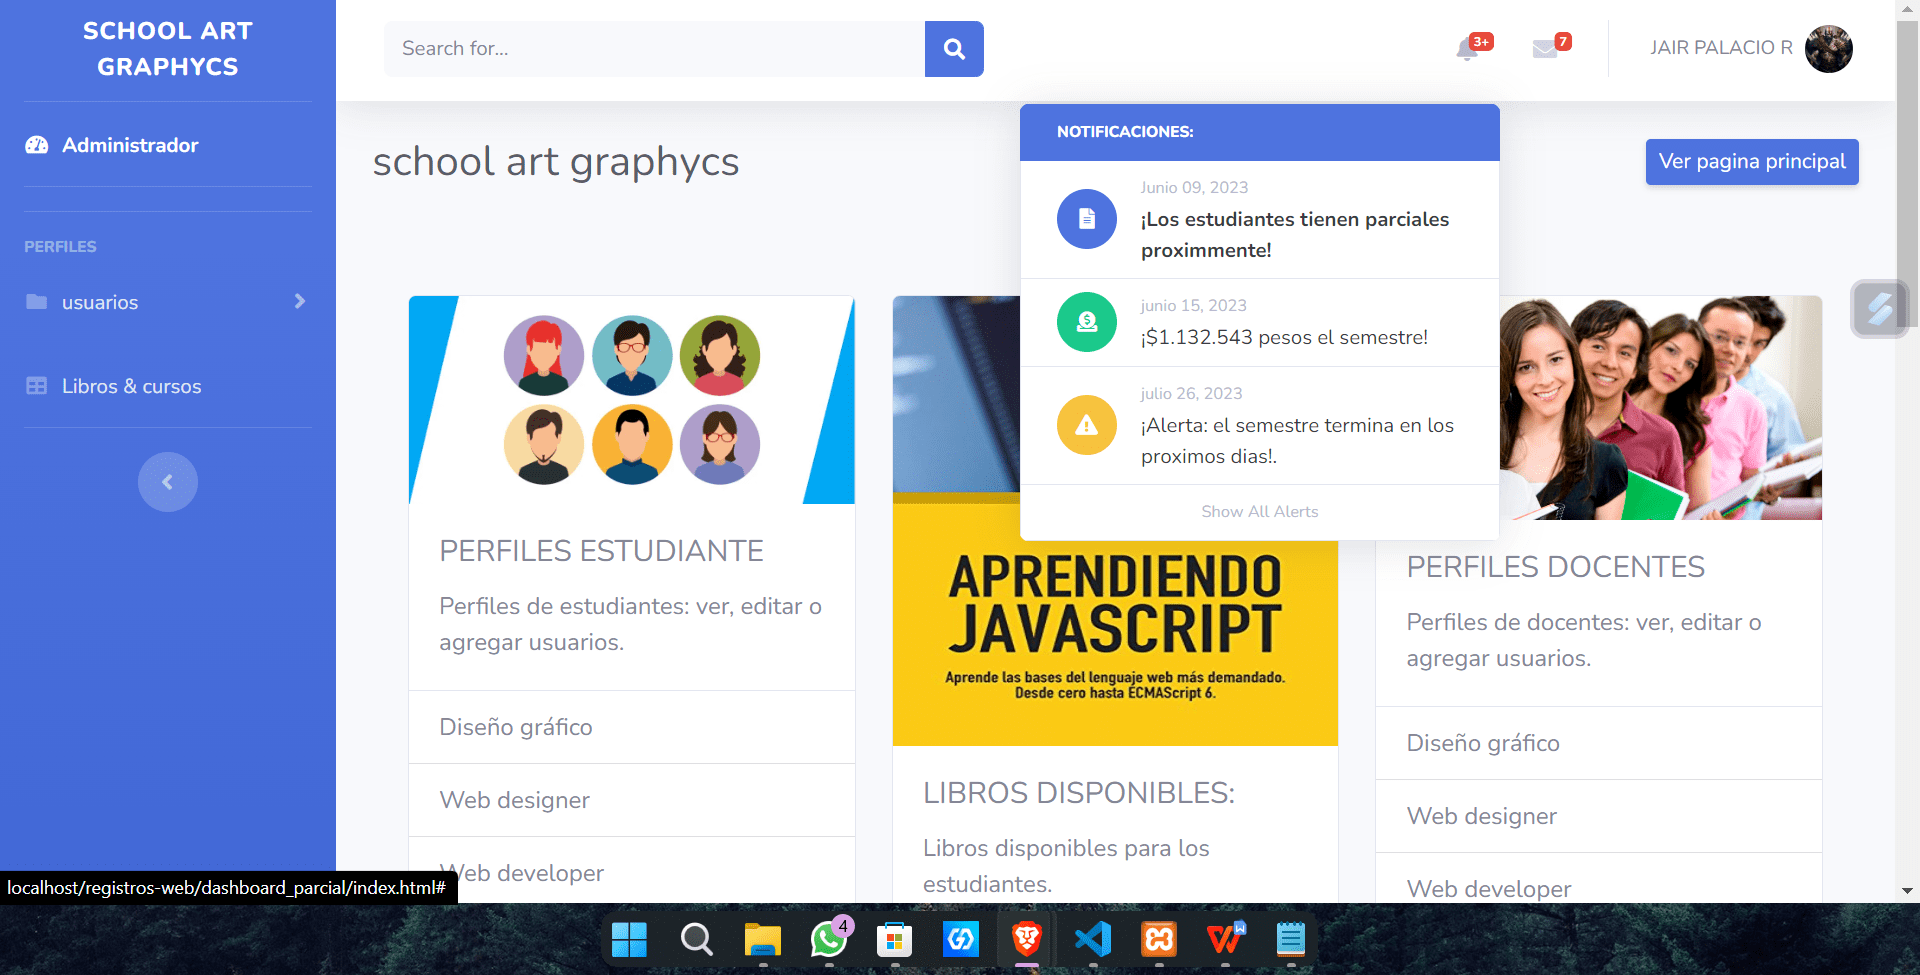 SCHOOL ART
GRAPHYCS
Administrador
PERFILES
usuarios
Libros & cursos
Search for...
3+
7
JAIR PALACIO R
school art graphycs
Ver pagina principal
NOTIFICACIONES:
Junio 09, 2023
¡Los estudiantes tienen parciales
proximmente!
junio 15, 2023
¡$1.132.543 pesos el semestre!
julio 26, 2023
¡Alerta: el semestre termina en los
proximos dias!.
Show All Alerts
PERFILES ESTUDIANTE
Perfiles de estudiantes: ver, editar o
agregar usuarios.
Diseño gráfico
Web designer
Web developer
APRENDIENDO
JAVASCRIPT
Aprende las bases del lenguaje web más demandado.
Desde cero hasta ECMAScript 6.
LIBROS DISPONIBLES:
Libros disponibles para los
estudiantes.
PERFILES DOCENTES
Perfiles de docentes: ver, editar o
agregar usuarios.
Diseño gráfico
Web designer
Web developer
localhost/registros-web/dashboard_parcial/index.html#
4